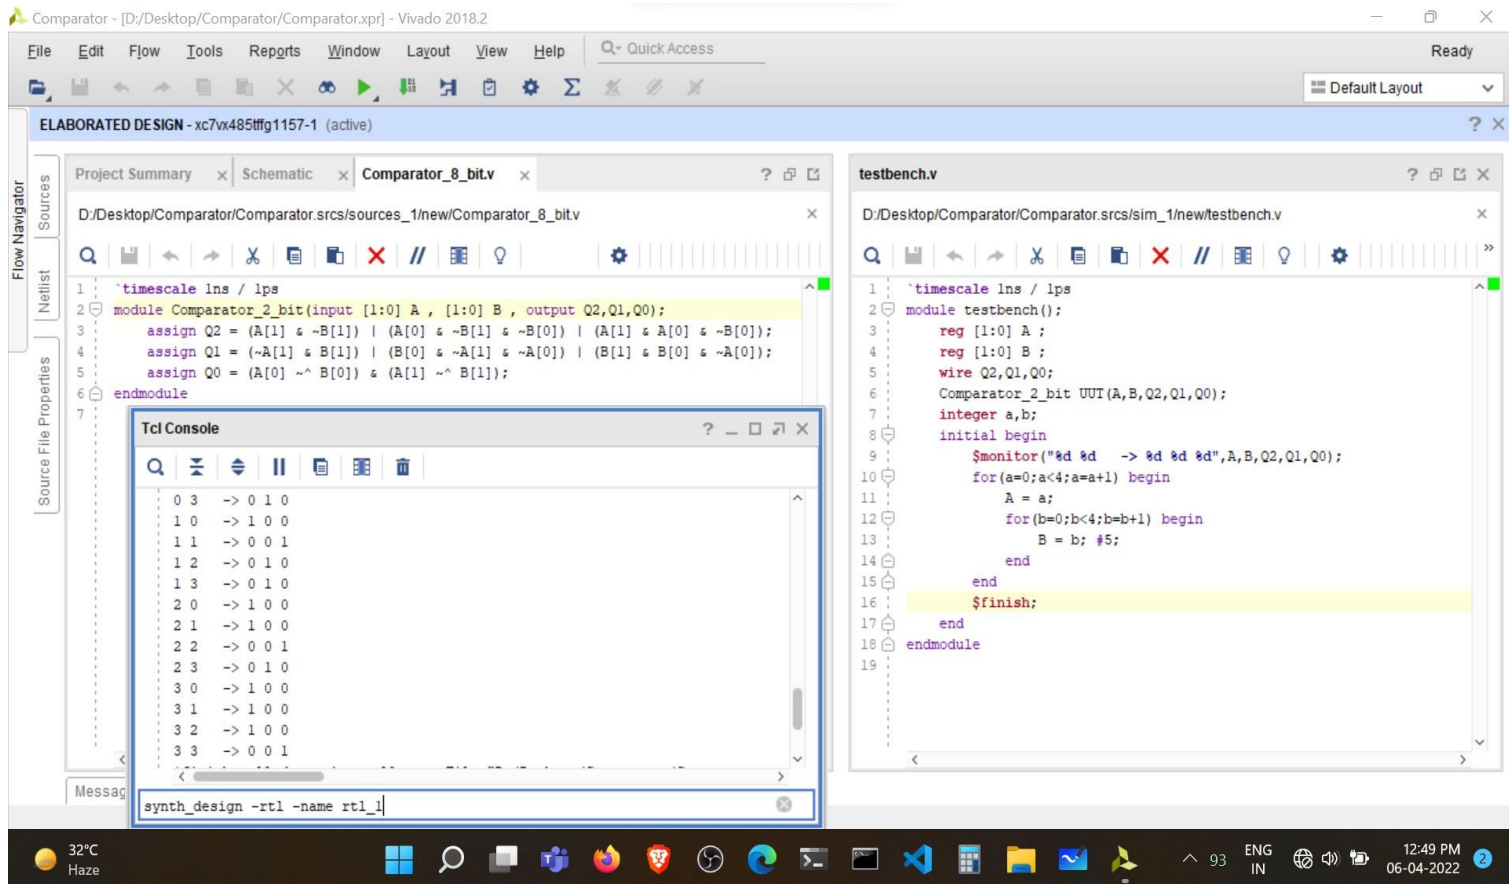 Comparator - [D:/Desktop/Comparator/Comparator.xpr] - Vivado 2018.2
File Edit Flow Tools Reports Window Layout View Help Quick Access Ready
Default Layout
ELABORATED DESIGN - xc7vx485tffg1157-1 (active)
Flow Navigator
Sources
Netlist
Source File Properties
Project Summary Schematic Comparator_8_bit.v
D:/Desktop/Comparator/Comparator.srcs/sources_1/new/Comparator_8_bit.v
1 `timescale 1ns / 1ps
2 module Comparator_2_bit(input [1:0] A , [1:0] B , output Q2,Q1,Q0);
3 assign Q2 = (A[1] & ~B[1]) | (A[0] & ~B[1] & ~B[0]) | (A[1] & A[0] & ~B[0]);
4 assign Q1 = (~A[1] & B[1]) | (B[0] & ~A[1] & ~A[0]) | (B[1] & B[0] & ~A[0]);
5 assign Q0 = (A[0] ~^ B[0]) & (A[1] ~^ B[1]);
6 endmodule
7
Tcl Console
0 3 -> 0 1 0
1 0 -> 1 0 0
1 1 -> 0 0 1
1 2 -> 0 1 0
1 3 -> 0 1 0
2 0 -> 1 0 0
2 1 -> 1 0 0
2 2 -> 0 0 1
2 3 -> 0 1 0
3 0 -> 1 0 0
3 1 -> 1 0 0
3 2 -> 1 0 0
3 3 -> 0 0 1
synth_design -rtl -name rtl_1
Messag
testbench.v
D:/Desktop/Comparator/Comparator.srcs/sim_1/new/testbench.v
1 `timescale 1ns / 1ps
2 module testbench();
3 reg [1:0] A ;
4 reg [1:0] B ;
5 wire Q2,Q1,Q0;
6 Comparator_2_bit UUT(A,B,Q2,Q1,Q0);
7 integer a,b;
8 initial begin
9 $monitor("%d %d -> %d %d %d",A,B,Q2,Q1,Q0);
10 for(a=0;a<4;a=a+1) begin
11 A = a;
12 for(b=0;b<4;b=b+1) begin
13 B = b; #5;
14 end
15 end
16 $finish;
17 end
18 endmodule
19
32°C
Haze
93
ENG
IN
12:49 PM
06-04-2022
2